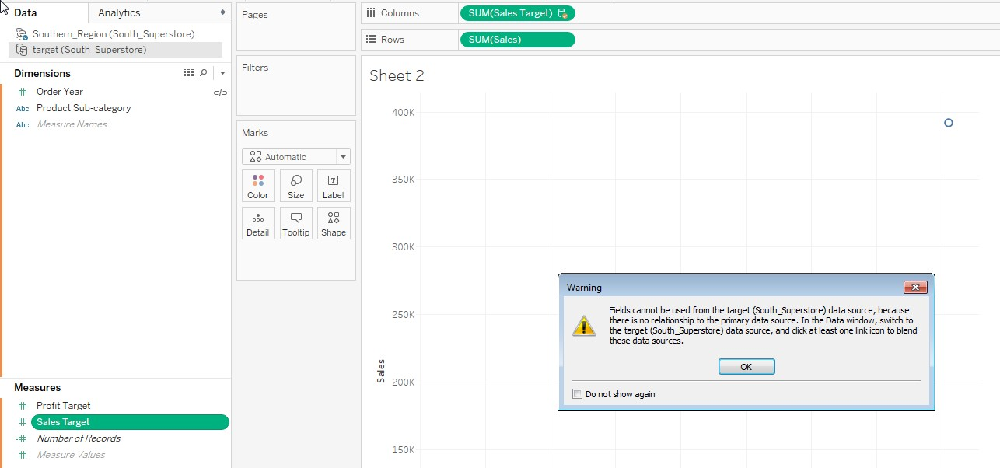 Data
Analytics
Southern_Region (South_Superstore)
target (South_Superstore)
Dimensions
# Order Year
Abc Product Sub-category
Abc Measure Names
Measures
# Profit Target
# Sales Target
=# Number of Records
# Measure Values
Pages
Filters
Marks
Automatic
Color
Size
T Label
Detail
Tooltip
Shape
Columns
SUM(Sales Target)
Rows
SUM(Sales)
Sheet 2
400K
350K
300K
250K
200K
150K
Sales
Warning
Fields cannot be used from the target (South_Superstore) data source, because
there is no relationship to the primary data source. In the Data window, switch to
the target (South_Superstore) data source, and click at least one link icon to blend
these data sources.
OK
Do not show again